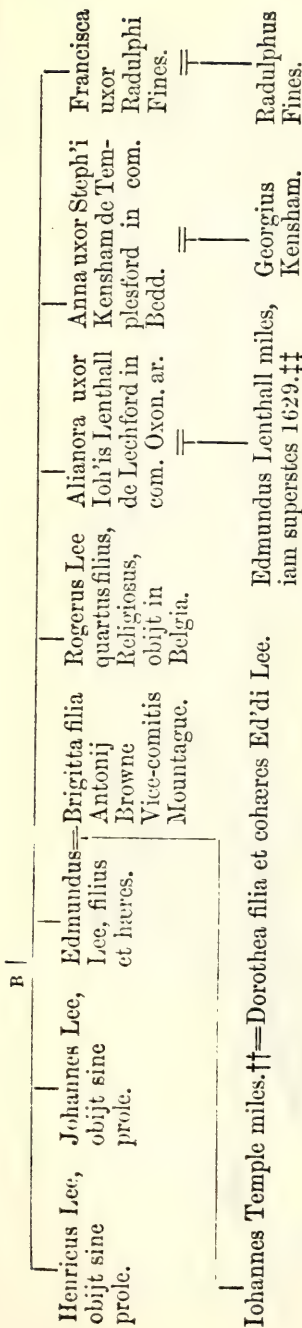 B
Henricus Lee,
obijt sine
prole.
Johannes Lee,
obijt sine
prole.
Edmundus══Brigitta filia
Lee, filius
et hæres.
Antonij
Browne
Vice-comitis
Mountague.
Rogerus Lee
quartus filius,
Religiosus,
obijt in
Belgia.
Alianora uxor
Ioh'is Lenthall
de Lechford in
com. Oxon. ar.
Anna uxor Steph'i
Kensham de Tem-
plesford in com.
Bedd.
Francisca
uxor
Radulphi
Fines.
Iohannes Temple miles.††══Dorothea filia et cohæres Ed'di Lee.
Edmundus Lenthall miles,
iam superstes 1629.‡‡
Georgius
Kensham.
Radulphus
Fines.